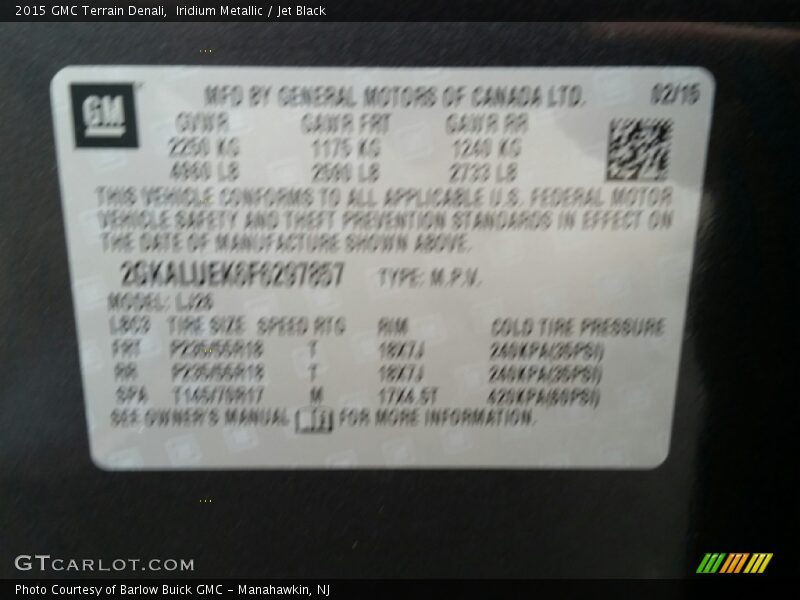 2015 GMC Terrain Denali, Iridium Metallic / Jet Black
GM
MFD BY GENERAL MOTORS OF CANADA LTD. 02/15
GVWR GAWR FRT GAWR RR
2250 KG 1175 KG 1240 KG
4960 LB 2590 LB 2733 LB
THIS VEHICLE CONFORMS TO ALL APPLICABLE U.S. FEDERAL MOTOR
VEHICLE SAFETY AND THEFT PREVENTION STANDARDS IN EFFECT ON
THE DATE OF MANUFACTURE SHOWN ABOVE.
TYPE: M.P.V.
MODEL: LJ26
TIRE SIZE SPEED RTG RIM COLD TIRE PRESSURE
FRT P235/55R18 T 18X7J 240KPA(35PSI)
RR P235/55R18 T 18X7J 240KPA(35PSI)
SPA T145/70R17 M 17X4.5T 420KPA(60PSI)
SEE OWNER'S MANUAL FOR MORE INFORMATION.
GTCARLOT.COM
Photo Courtesy of Barlow Buick GMC - Manahawkin, NJ